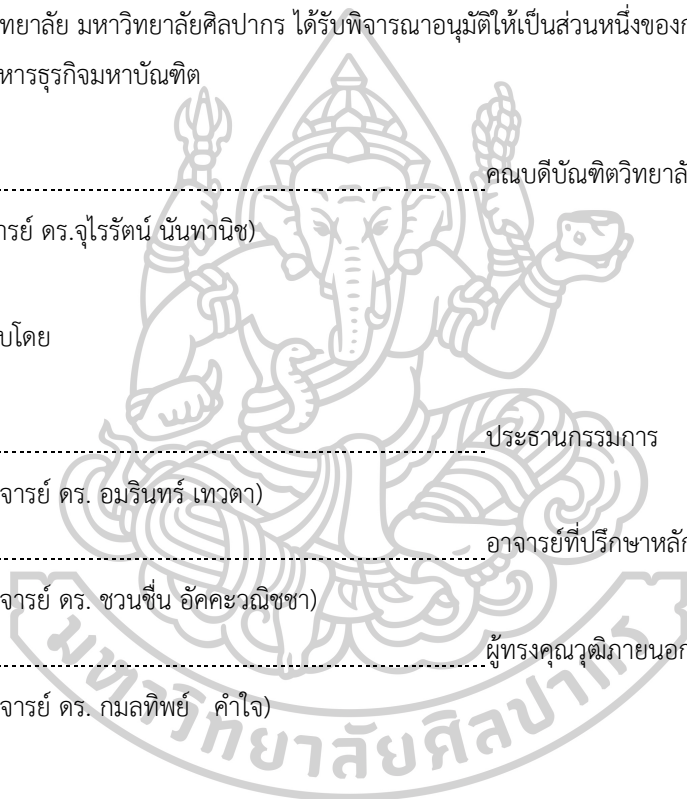 ทยาลัย มหาวิทยาลัยศิลปากร ได้รับพิจารณาอนุมัติให้เป็นส่วนหนึ่งของก
หารธุรกิจมหาบัณฑิต
คณบดีบัณฑิตวิทยาลั
ารย์ ดร.จุไรรัตน์ นันทานิช)
บโดย
ประธานกรรมการ
จารย์ ดร. อมรินทร์ เทวตา)
อาจารย์ที่ปรึกษาหลัก
จารย์ ดร. ชวนชื่น อัคคะวณิชชา)
ผู้ทรงคุณวุฒิภายนอก
จารย์ ดร. กมลทิพย์ คำใจ)
มหาวิทยาลัยศิลปากร